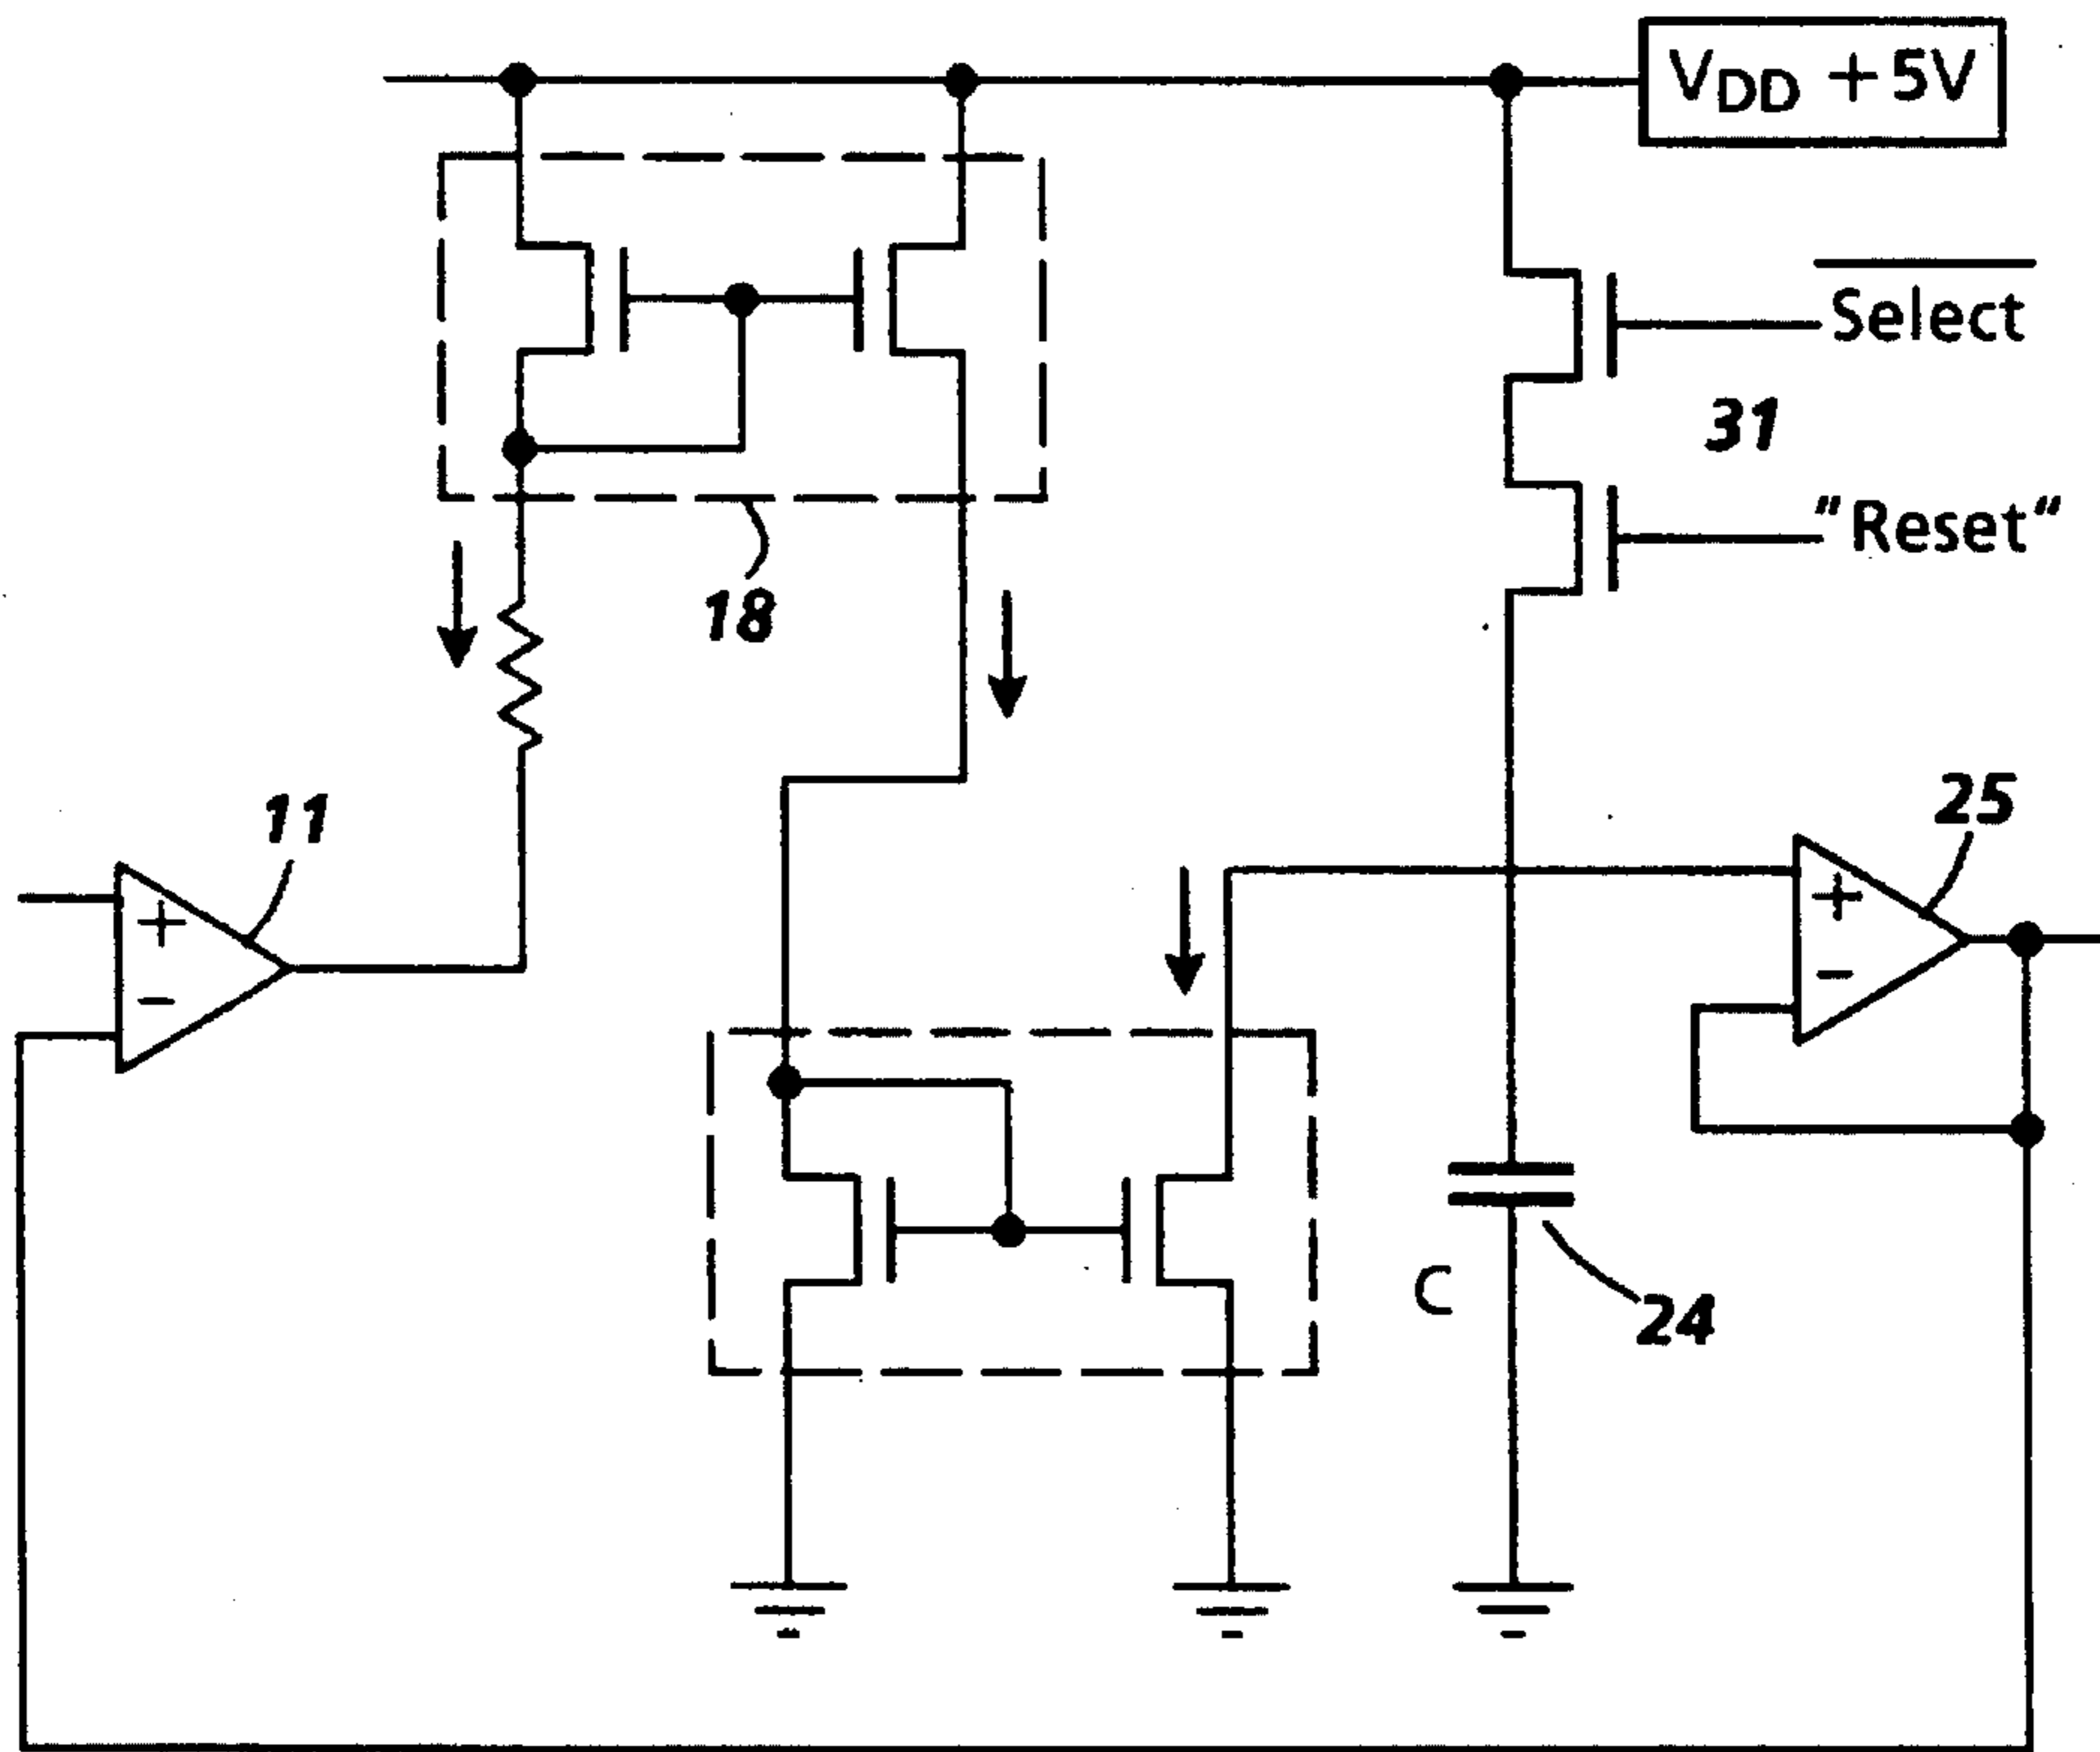 VDD +5V
Select
31
"Reset“
18
11
+
-
25
+
-
C
24